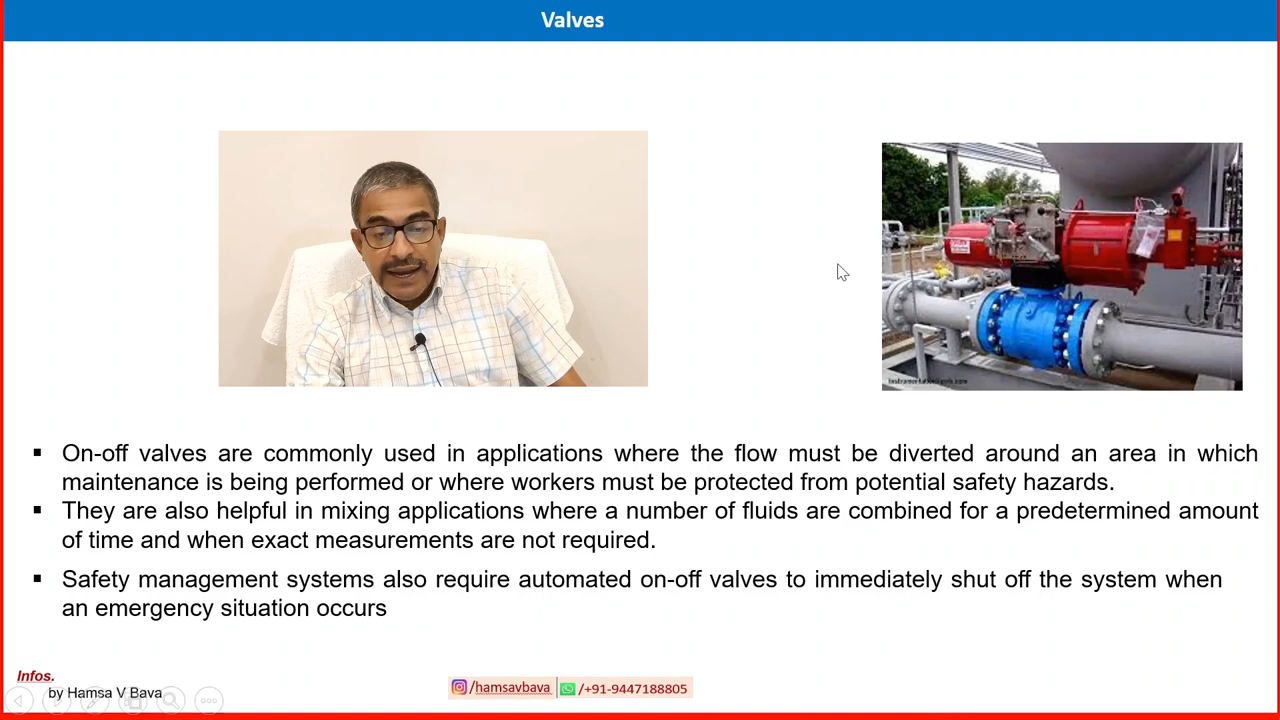 Valves
instrumentationtools.com
▪ On-off valves are commonly used in applications where the flow must be diverted around an area in which
maintenance is being performed or where workers must be protected from potential safety hazards.
▪ They are also helpful in mixing applications where a number of fluids are combined for a predetermined amount
of time and when exact measurements are not required.
▪ Safety management systems also require automated on-off valves to immediately shut off the system when
an emergency situation occurs
Infos.
by Hamsa V Bava
/hamsavbava
/+91-9447188805